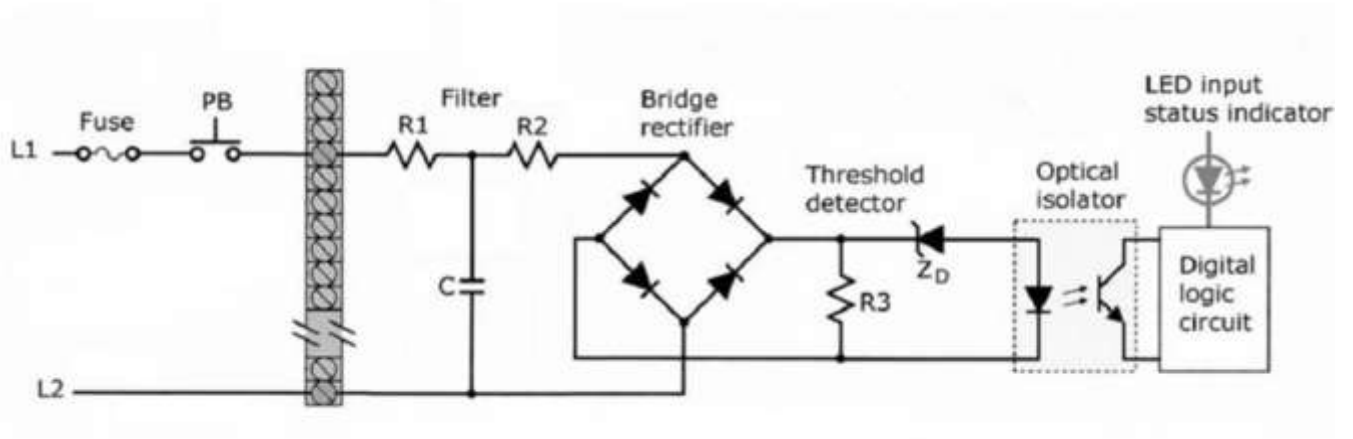 LED input
status indicator
Filter
Bridge
rectifier
PB
Fuse
R1
R2
L1
Threshold
detector
Optical
isolator
ZD
C
R3
Digital
logic
circuit
L2